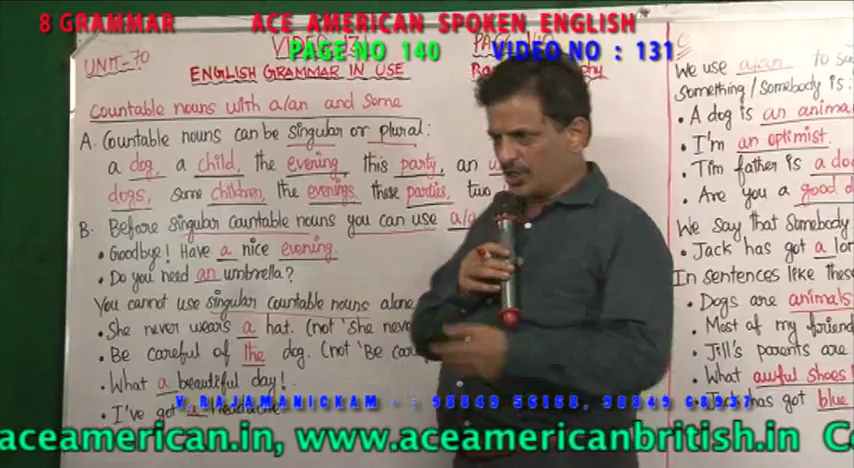 8 GRAMMAR ACE AMERICAN SPOKEN ENGLISH
PAGE NO 140 VIDEO NO : 131
UNIT-70
ENGLISH GRAMMAR IN USE
Countable nouns with a/an and some
A. Countable nouns can be singular or plural:
a dog, a child, the evening, this party, an
dogs, some children, the evenings, these parties, two
B. Before singular countable nouns you can use a/a
• Goodbye! Have a nice evening.
• Do you need an umbrella?
You cannot use singular countable nouns alone
• She never wears a hat. (not 'she neve
• Be careful of the dog. (not 'Be car
• What a beautiful day!
• I've got a headache
C
We use a/an to s
something/somebody is:
• A dog is an anima
• I'm an optimist.
• Tim father is a do
• Are you a good d
We say that somebody
• Jack has got a lon
In sentences like these
• Dogs are animals
• Most of my friend
• Jill's parents are
• What awful shoes
• Jack has got blue
V.RAJAMANICKAM - :
aceamerican.in, www.aceamericanbritish.in Co